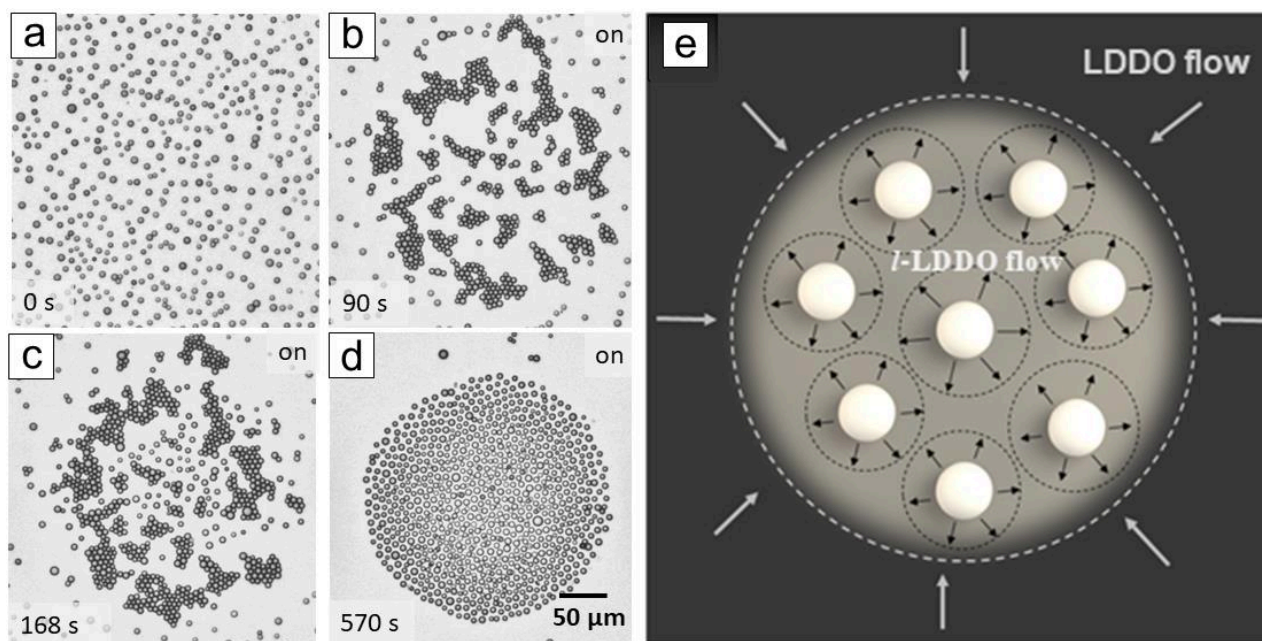 a
0 s
b
on
90 s
c
on
168 s
d
on
570 s
50 μm
e
LDDO flow
l-LDDO flow